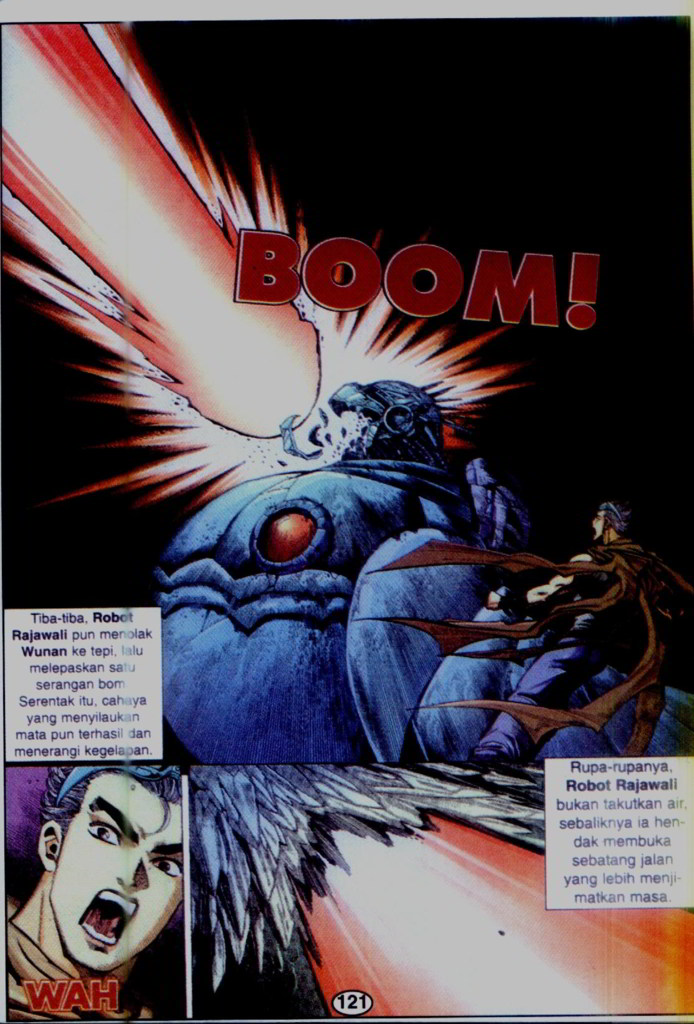 BOOM!
Tiba-tiba, Robot
Rajawali pun menolak
Wunan ke tepi, lalu
melepaskan satu
serangan bom
Serentak itu, cahaya
yang menyilaukan
mata pun terhasil dan
menerangi kegelapan.
Rupa-rupanya,
Robot Rajawali
bukan takutkan air,
sebaliknya ia hen-
dak membuka
sebatang jalan
yang lebih menji-
matkan masa.
WAH
121